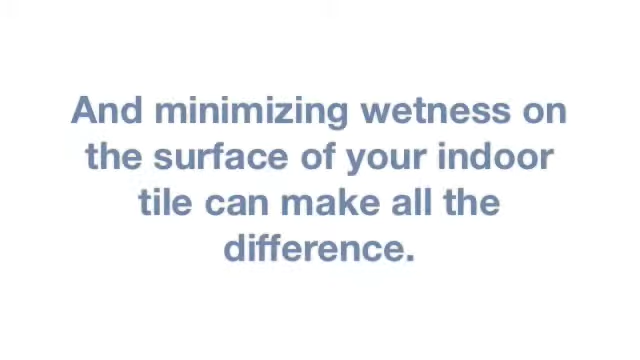 And minimizing wetness on
the surface of your indoor
tile can make all the
difference.